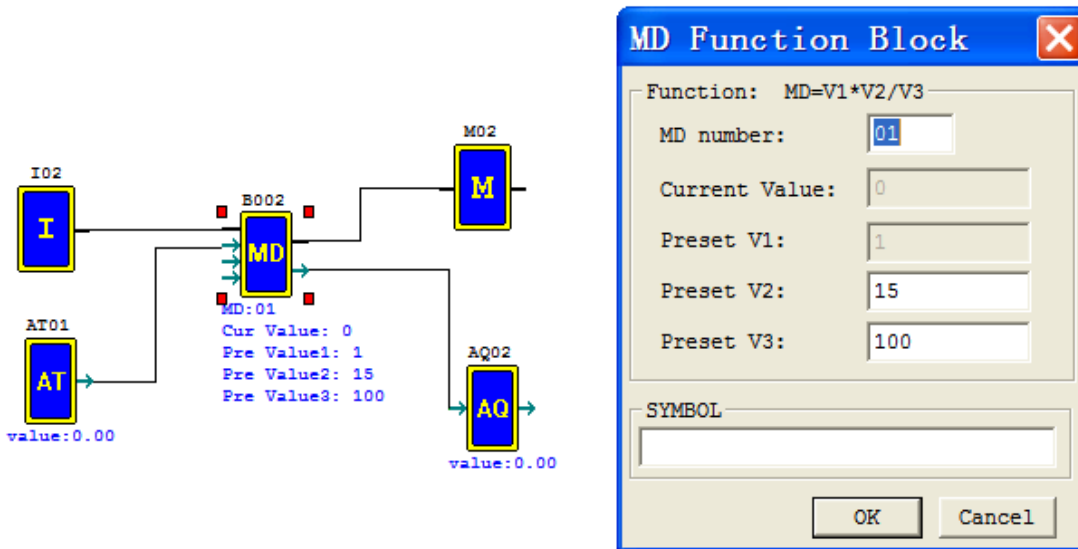 I02
I
AT01
AT
value:0.00
B002
MD
MD:01
Cur Value: 0
Pre Value1: 1
Pre Value2: 15
Pre Value3: 100
M02
M
AQ02
AQ
value:0.00
MD Function Block
Function: MD=V1*V2/V3
MD number: 01
Current Value: 0
Preset V1: 1
Preset V2: 15
Preset V3: 100
SYMBOL
OK Cancel